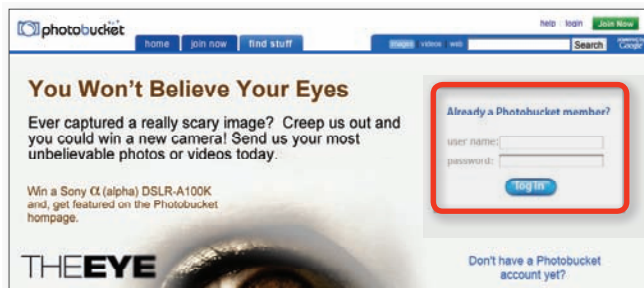 photobucket
help login Join Now
home join now find stuff
images videos web Search
Google
You Won't Believe Your Eyes
Ever captured a really scary image? Creep us out and
you could win a new camera! Send us your most
unbelievable photos or videos today.
Win a Sony α (alpha) DSLR-A100K
and, get featured on the Photobucket
hompage.
THE EYE
Already a Photobucket member?
user name:
password:
log in
Don't have a Photobucket
account yet?